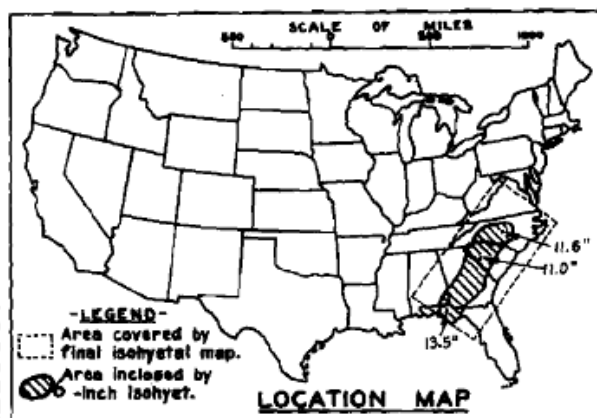 SCALE OF MILES
500 0 500 1000
11.6"
11.0"
13.5"
-LEGEND-
Area covered by
final isohyetal map.
Area inclosed by
-inch isohyet.
LOCATION MAP